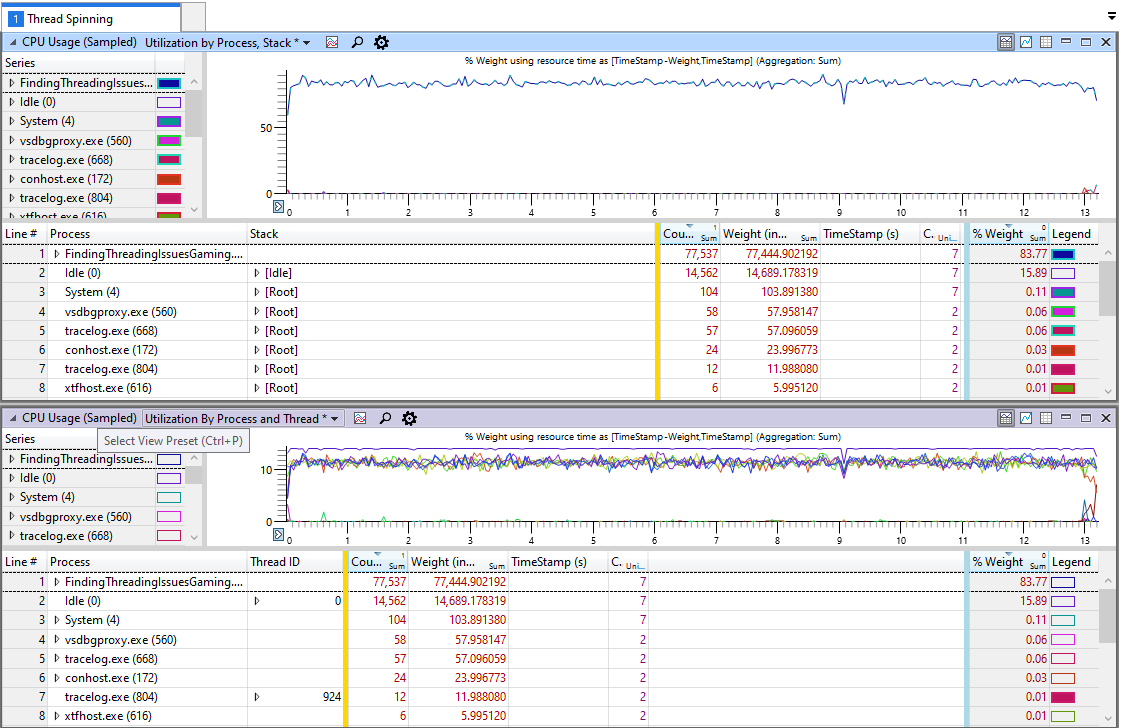 1 Thread Spinning
CPU Usage (Sampled) Utilization by Process, Stack *
Series
FindingThreadingIssues...
Idle (0)
System (4)
vsdbgproxy.exe (560)
tracelog.exe (668)
conhost.exe (172)
tracelog.exe (804)
xtfhost.exe (616)
% Weight using resource time as [TimeStamp-Weight,TimeStamp] (Aggregation: Sum)
50
0
0 1 2 3 4 5 6 7 8 9 10 11 12 13
Line # Process Stack Cou... 1 Sum Weight (in... Sum TimeStamp (s) C. Uni... % Weight 0 Sum Legend
1 FindingThreadingIssuesGaming.... 77,537 77,444.902192 7 83.77
2 Idle (0) [Idle] 14,562 14,689.178319 7 15.89
3 System (4) [Root] 104 103.891380 7 0.11
4 vsdbgproxy.exe (560) [Root] 58 57.958147 2 0.06
5 tracelog.exe (668) [Root] 57 57.096059 2 0.06
6 conhost.exe (172) [Root] 24 23.996773 2 0.03
7 tracelog.exe (804) [Root] 12 11.988080 2 0.01
8 xtfhost.exe (616) [Root] 6 5.995120 2 0.01
CPU Usage (Sampled) Utilization By Process and Thread *
Select View Preset (Ctrl+P)
Series
FindingThreadingIssues...
Idle (0)
System (4)
vsdbgproxy.exe (560)
tracelog.exe (668)
% Weight using resource time as [TimeStamp-Weight,TimeStamp] (Aggregation: Sum)
10
0
0 1 2 3 4 5 6 7 8 9 10 11 12 13
Line # Process Thread ID Cou... 1 Sum Weight (in... Sum TimeStamp (s) C. Uni... % Weight 0 Sum Legend
1 FindingThreadingIssuesGaming.... 77,537 77,444.902192 7 83.77
2 Idle (0) 0 14,562 14,689.178319 7 15.89
3 System (4) 104 103.891380 7 0.11
4 vsdbgproxy.exe (560) 58 57.958147 2 0.06
5 tracelog.exe (668) 57 57.096059 2 0.06
6 conhost.exe (172) 24 23.996773 2 0.03
7 tracelog.exe (804) 924 12 11.988080 2 0.01
8 xtfhost.exe (616) 6 5.995120 2 0.01